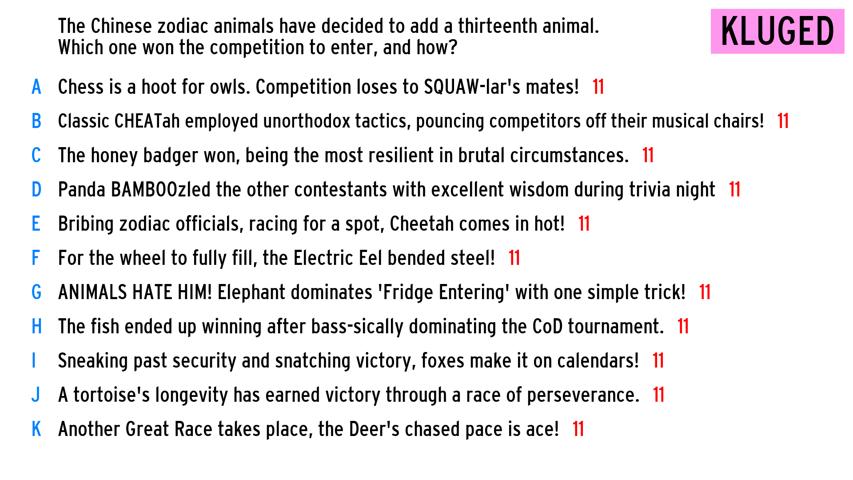 The Chinese zodiac animals have decided to add a thirteenth animal.
Which one won the competition to enter, and how?
KLUGED
A Chess is a hoot for owls. Competition loses to SQUAW-lar's mates! 11
B Classic CHEATah employed unorthodox tactics, pouncing competitors off their musical chairs! 11
C The honey badger won, being the most resilient in brutal circumstances. 11
D Panda BAMBOOzled the other contestants with excellent wisdom during trivia night 11
E Bribing zodiac officials, racing for a spot, Cheetah comes in hot! 11
F For the wheel to fully fill, the Electric Eel bended steel! 11
G ANIMALS HATE HIM! Elephant dominates 'Fridge Entering' with one simple trick! 11
H The fish ended up winning after bass-sically dominating the CoD tournament. 11
I Sneaking past security and snatching victory, foxes make it on calendars! 11
J A tortoise's longevity has earned victory through a race of perseverance. 11
K Another Great Race takes place, the Deer's chased pace is ace! 11